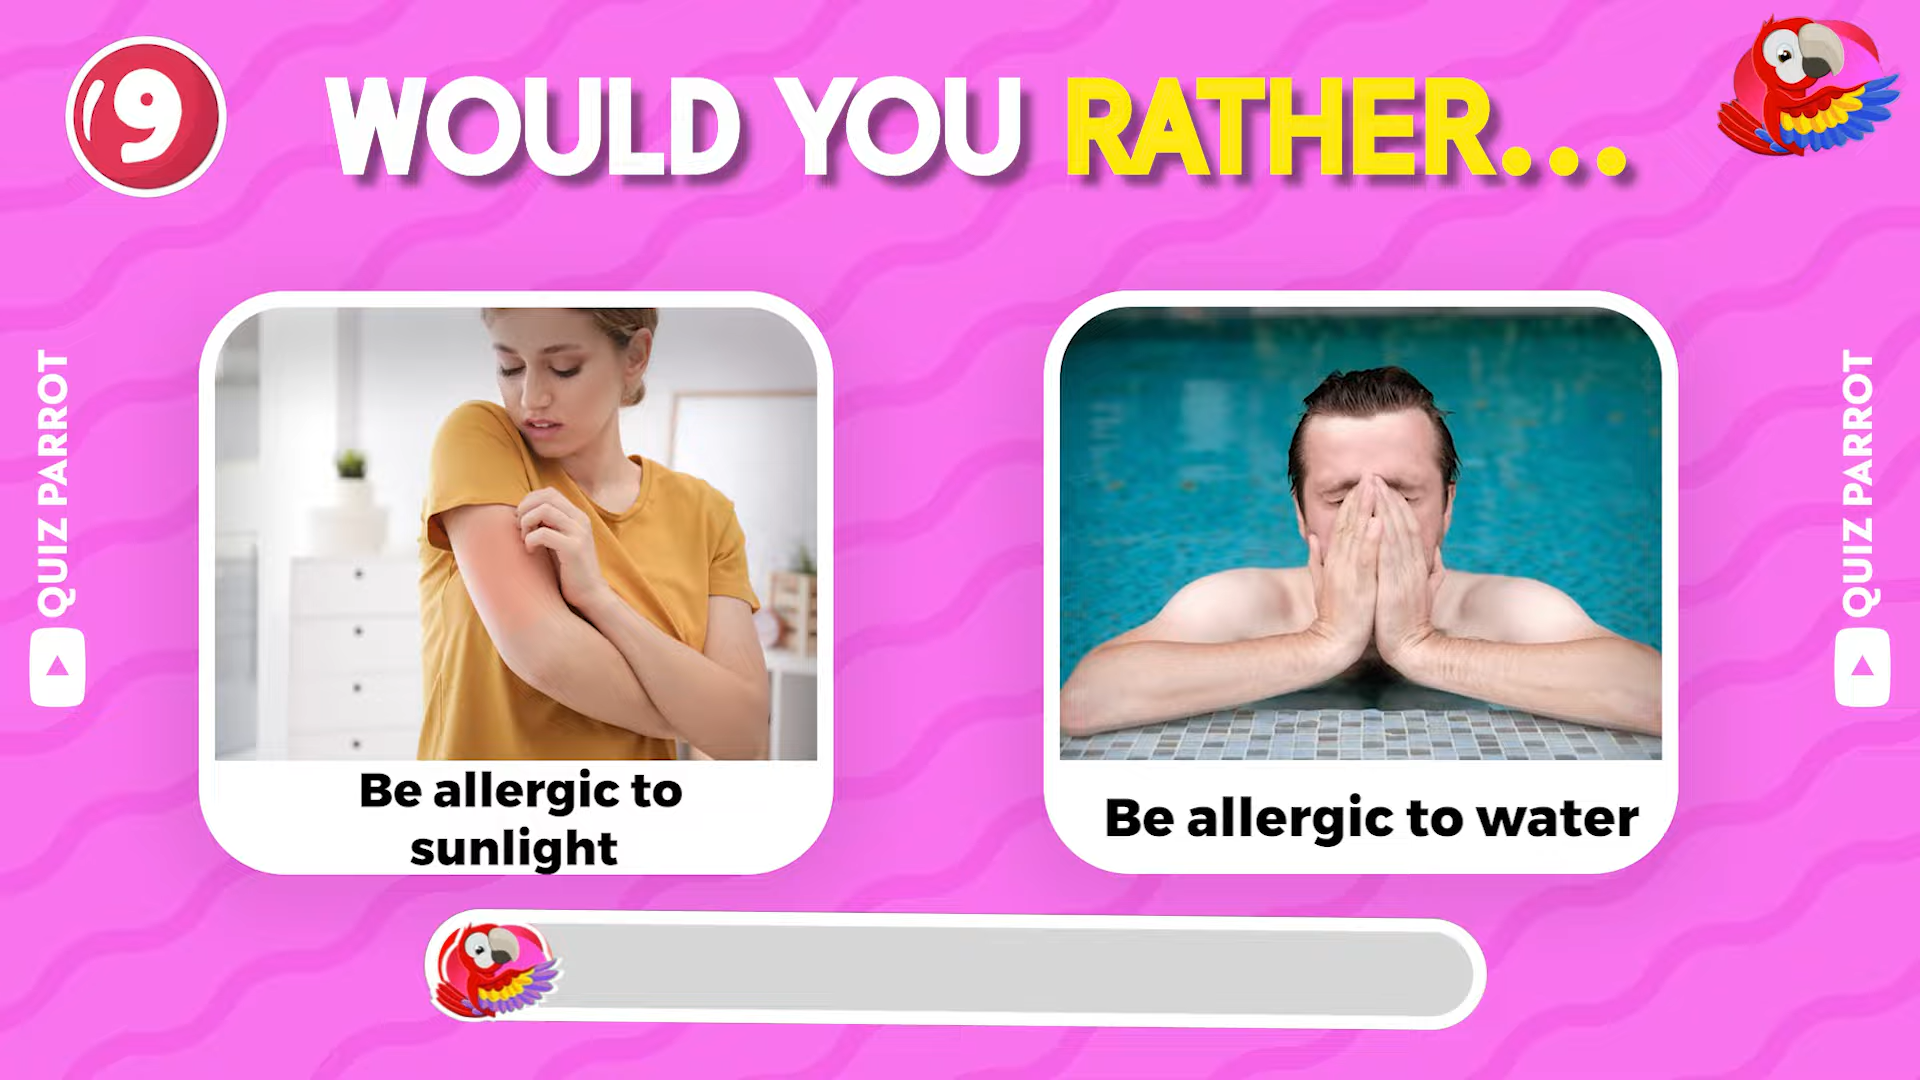 9
WOULD YOU RATHER...
QUIZ PARROT
QUIZ PARROT
Be allergic to
sunlight
Be allergic to water